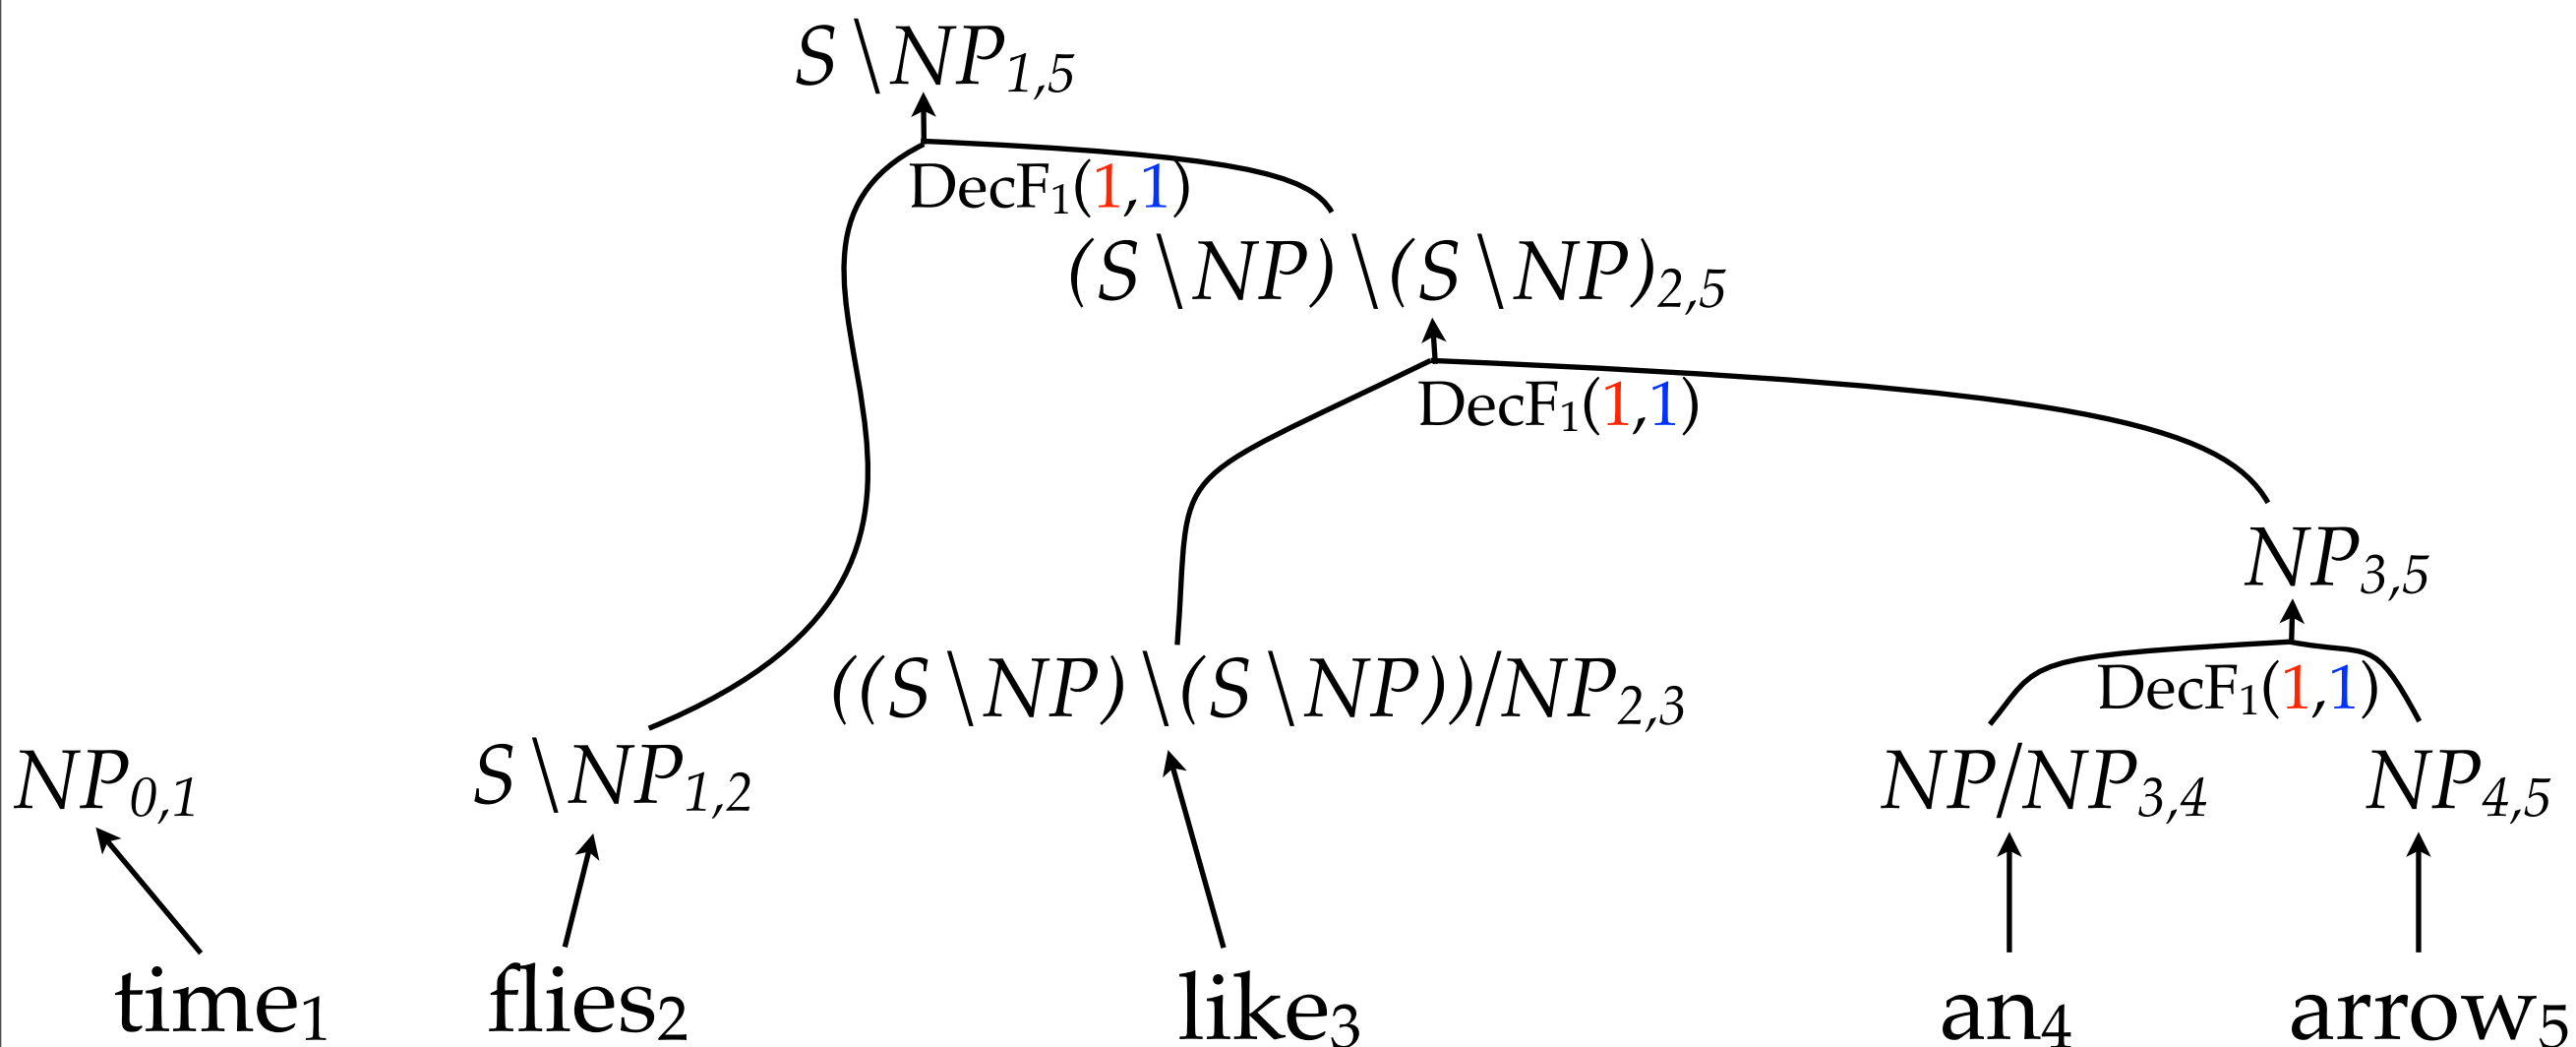 S\NP1,5
DecF1(1,1)
(S\NP)\(S\NP)2,5
DecF1(1,1)
NP3,5
((S\NP)\(S\NP))/NP2,3
DecF1(1,1)
NP0,1 S\NP1,2 NP/NP3,4 NP4,5
time1 flies2 like3 an4 arrow5